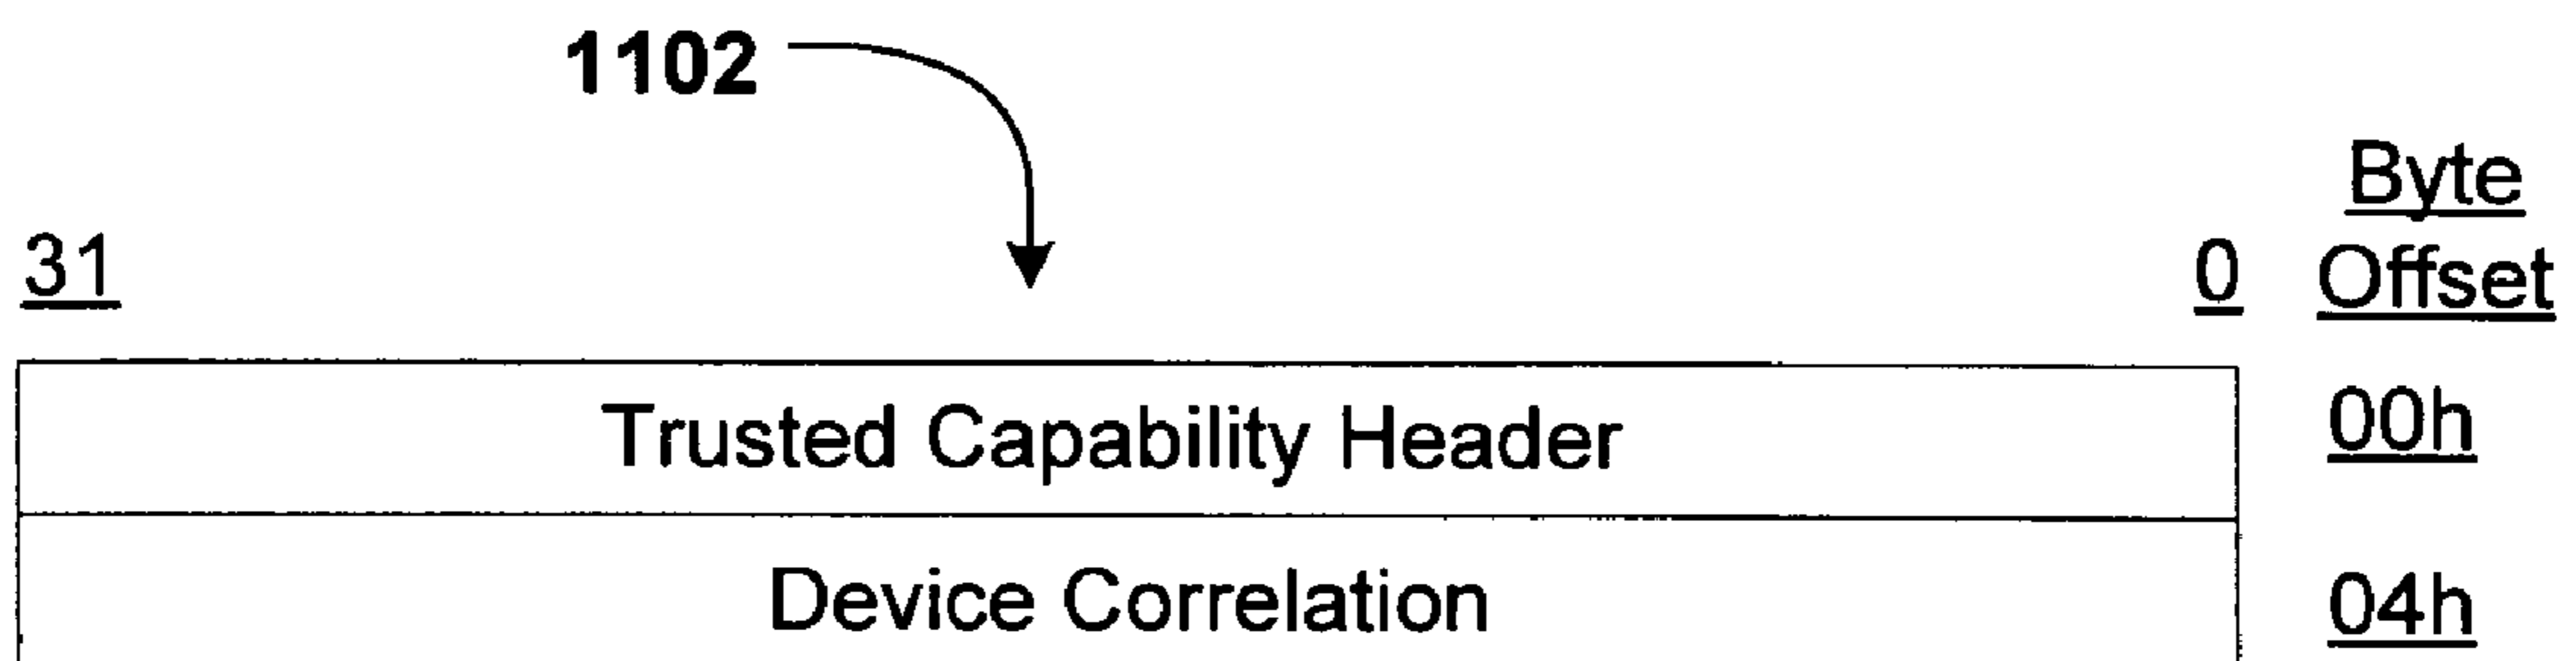 1102
Byte
31 0 Offset
Trusted Capability Header 00h
Device Correlation 04h